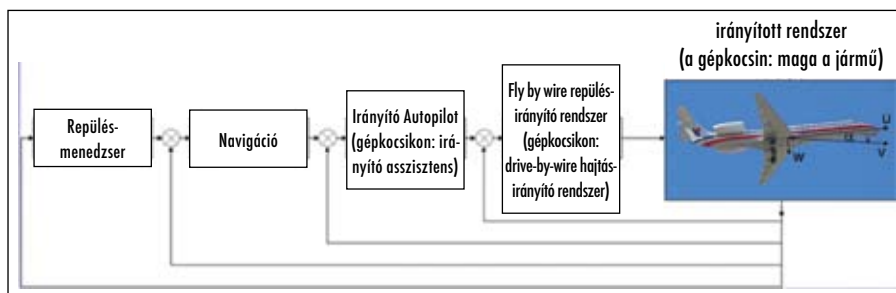 irányított rendszer
(a gépkocsin: maga a jármű)
Repülés-
menedzser
Navigáció
Irányító Autopilot
(gépkocsikon: irá-
nyító asszisztens)
Fly by wire repülés-
irányító rendszer
(gépkocsikon:
drive-by-wire hajtás-
irányító rendszer)
U
α
V
W